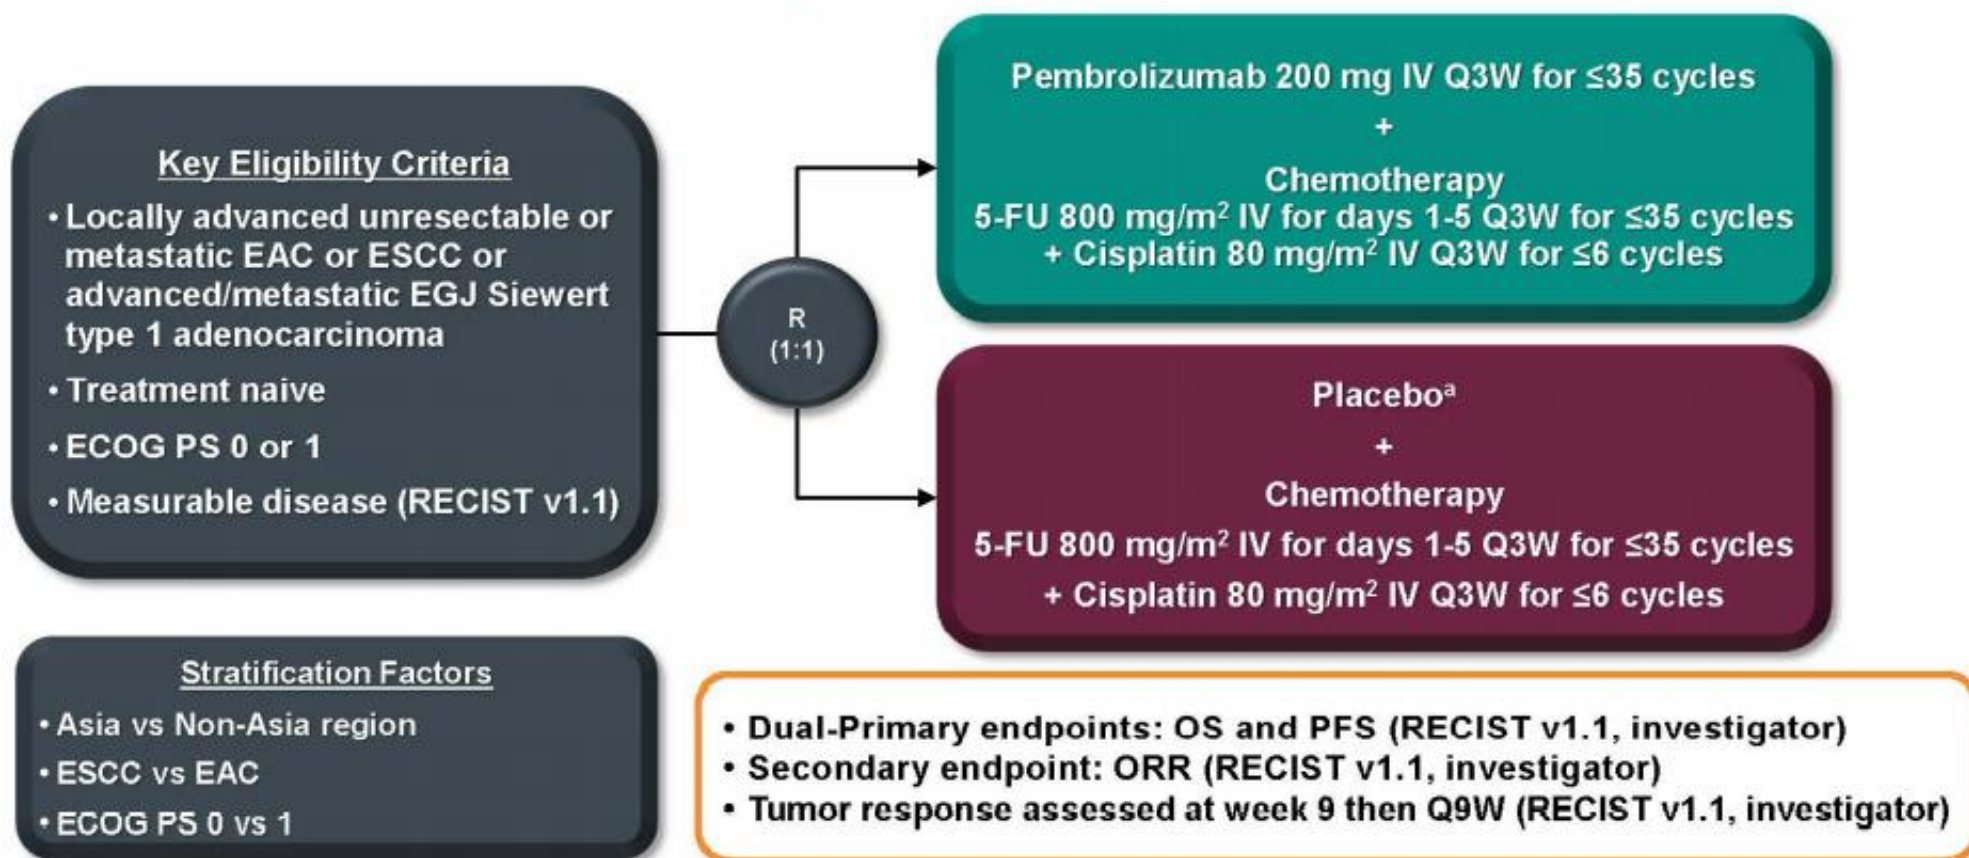 Key Eligibility Criteria
• Locally advanced unresectable or
metastatic EAC or ESCC or
advanced/metastatic EGJ Siewert
type 1 adenocarcinoma
• Treatment naive
• ECOG PS 0 or 1
• Measurable disease (RECIST v1.1)
R
(1:1)
Pembrolizumab 200 mg IV Q3W for ≤35 cycles
+
Chemotherapy
5-FU 800 mg/m² IV for days 1-5 Q3W for ≤35 cycles
+ Cisplatin 80 mg/m² IV Q3W for ≤6 cycles
Placeboᵃ
+
Chemotherapy
5-FU 800 mg/m² IV for days 1-5 Q3W for ≤35 cycles
+ Cisplatin 80 mg/m² IV Q3W for ≤6 cycles
Stratification Factors
• Asia vs Non-Asia region
• ESCC vs EAC
• ECOG PS 0 vs 1
• Dual-Primary endpoints: OS and PFS (RECIST v1.1, investigator)
• Secondary endpoint: ORR (RECIST v1.1, investigator)
• Tumor response assessed at week 9 then Q9W (RECIST v1.1, investigator)